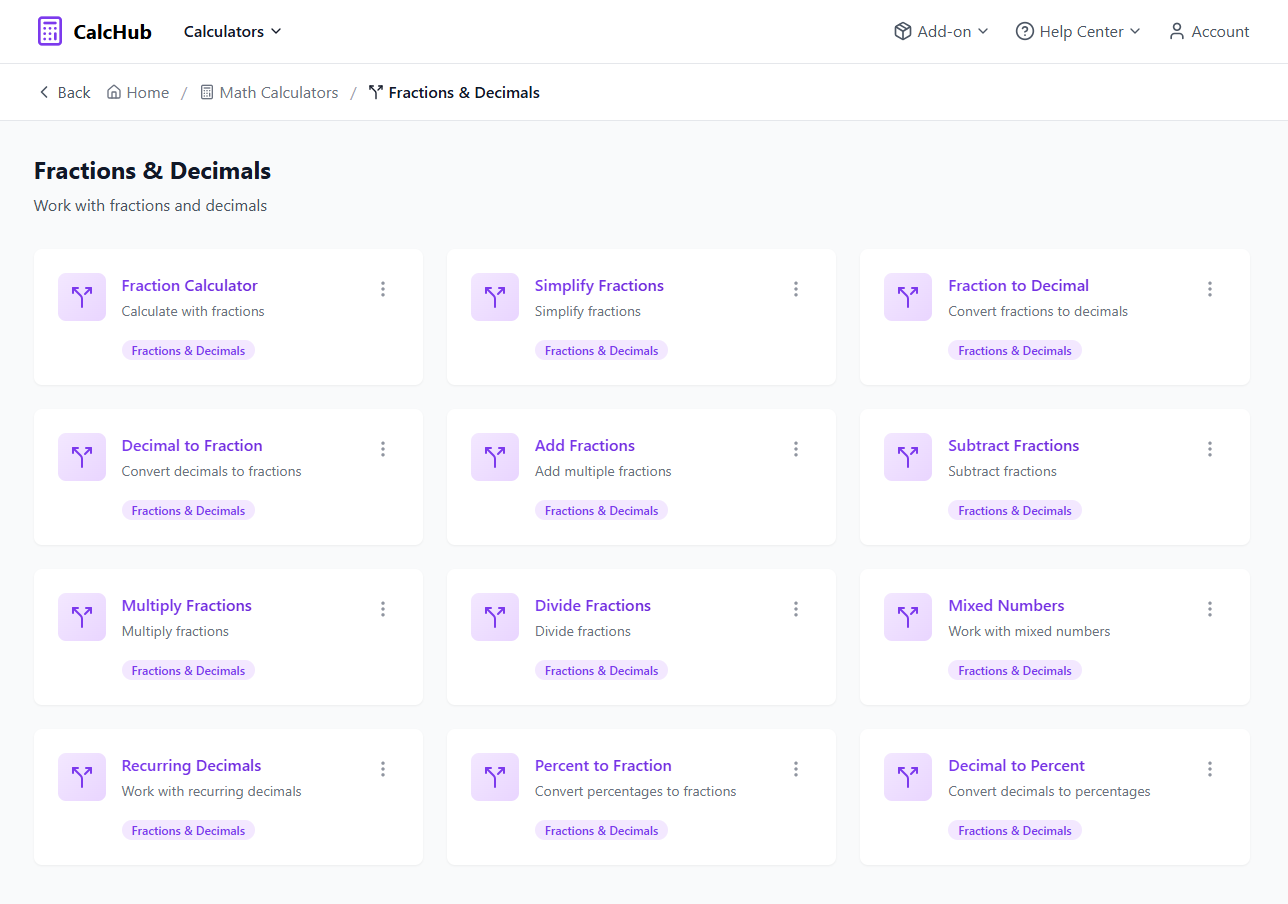 CalcHub Calculators Add-on Help Center Account
Back Home / Math Calculators / Fractions & Decimals
Fractions & Decimals
Work with fractions and decimals
Fraction Calculator
Calculate with fractions
Fractions & Decimals
Simplify Fractions
Simplify fractions
Fractions & Decimals
Fraction to Decimal
Convert fractions to decimals
Fractions & Decimals
Decimal to Fraction
Convert decimals to fractions
Fractions & Decimals
Add Fractions
Add multiple fractions
Fractions & Decimals
Subtract Fractions
Subtract fractions
Fractions & Decimals
Multiply Fractions
Multiply fractions
Fractions & Decimals
Divide Fractions
Divide fractions
Fractions & Decimals
Mixed Numbers
Work with mixed numbers
Fractions & Decimals
Recurring Decimals
Work with recurring decimals
Fractions & Decimals
Percent to Fraction
Convert percentages to fractions
Fractions & Decimals
Decimal to Percent
Convert decimals to percentages
Fractions & Decimals